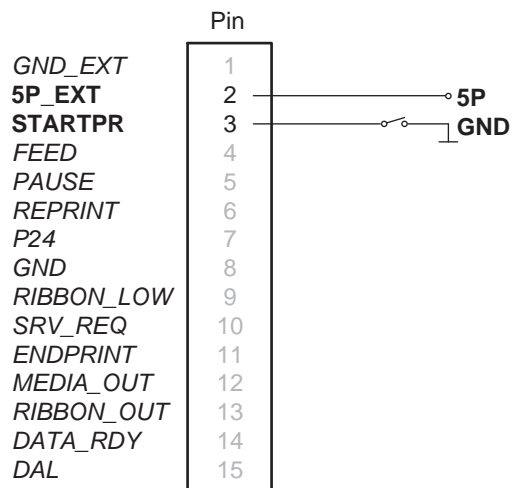 Pin
GND_EXT 1
5P_EXT 2 5P
STARTPR 3 GND
FEED 4
PAUSE 5
REPRINT 6
P24 7
GND 8
RIBBON_LOW 9
SRV_REQ 10
ENDPRINT 11
MEDIA_OUT 12
RIBBON_OUT 13
DATA_RDY 14
DAL 15